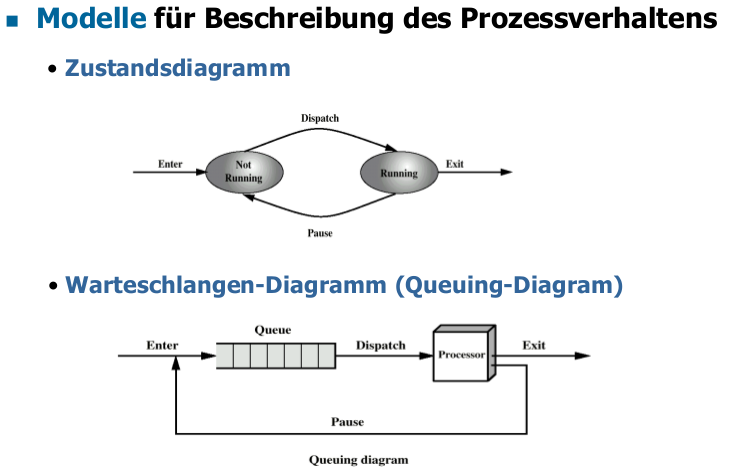 Modelle für Beschreibung des Prozessverhaltens
• Zustandsdiagramm
Dispatch
Enter
Not
Running
Running
Exit
Pause
• Warteschlangen-Diagramm (Queuing-Diagram)
Queue
Enter
Dispatch
Processor
Exit
Pause
Queuing diagram